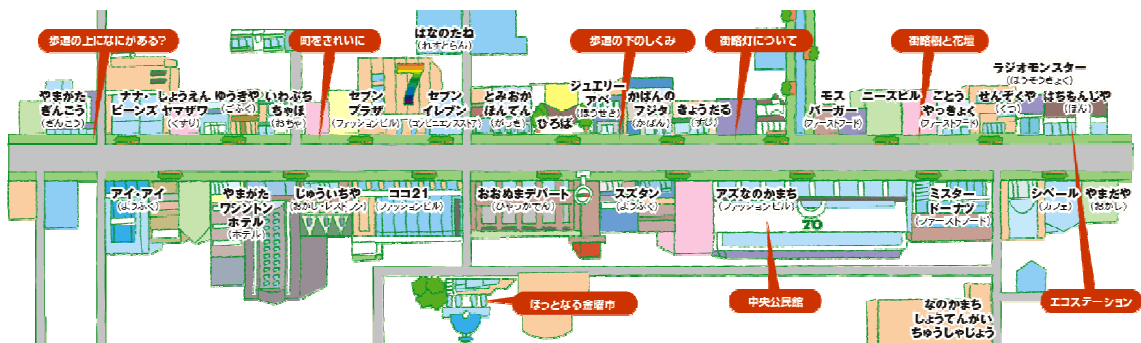 歩道の上になにがある?
町をきれいに
はなのたね
(れすとらん)
歩道の下のしくみ
街路灯について
街路樹と花壇
ラジオモンスター
(ほうそうきょく)
やまがた
ぎんこう
(ぎんこう)
ナナ・
ビーンズ
しょうえん
ヤマザワ
(くすり)
ゆうきや
(ごふく)
いわぶち
ちゃほ
(おちゃ)
セブン
プラザ
(ファッションビル)
7
セブン
イレブン
(コンビニエンスストア)
とみおか
ほんてん
(がっき)
ひろば
ジュエリー
アベ
(ほうせき)
かばんの
フジタ
(かばん)
きょうだる
(すし)
モス
バーガー
(ファーストフード)
ニースビル
ごとう
やっきょく
(ファーストフード)
せんぞくや
(くつ)
はちもんじや
(ほん)
アイ・アイ
(ようふく)
やまがた
ワシントン
ホテル
(ホテル)
じゅういちや
(おかし・レストラン)
ココ21
(ファッションビル)
おおぬまデパート
(ひゃっかてん)
スズタン
(ようふく)
アズなのかまち
(ファッションビル)
ミスター
ドーナツ
(ファーストフード)
シベール
(カフェ)
やまだや
(おかし)
ほっとなる金曜市
中央公民館
エコステーション
なのかまち
しょうてんがい
ちゅうしゃじょう